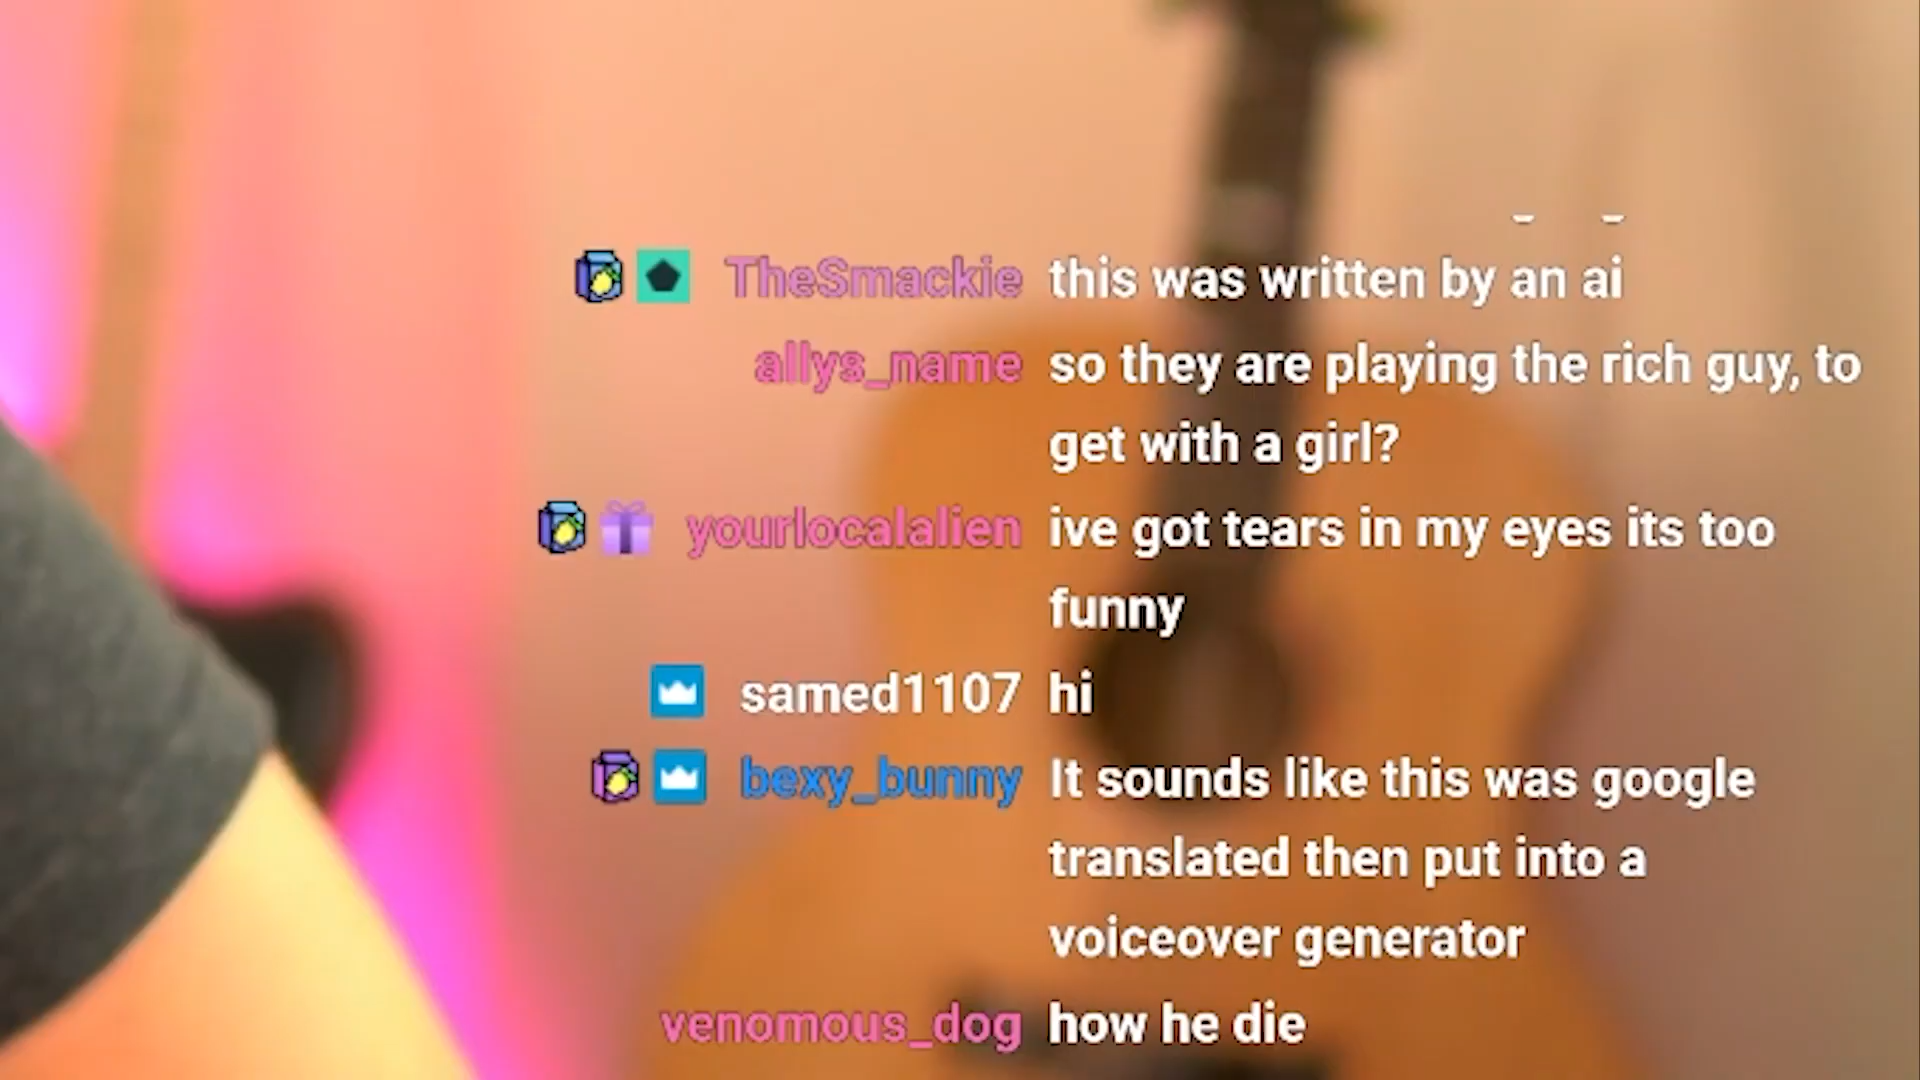 TheSmackie this was written by an ai
allys_name so they are playing the rich guy, to
get with a girl?
yourlocalalien ive got tears in my eyes its too
funny
samed1107 hi
bexy_bunny It sounds like this was google
translated then put into a
voiceover generator
venomous_dog how he die